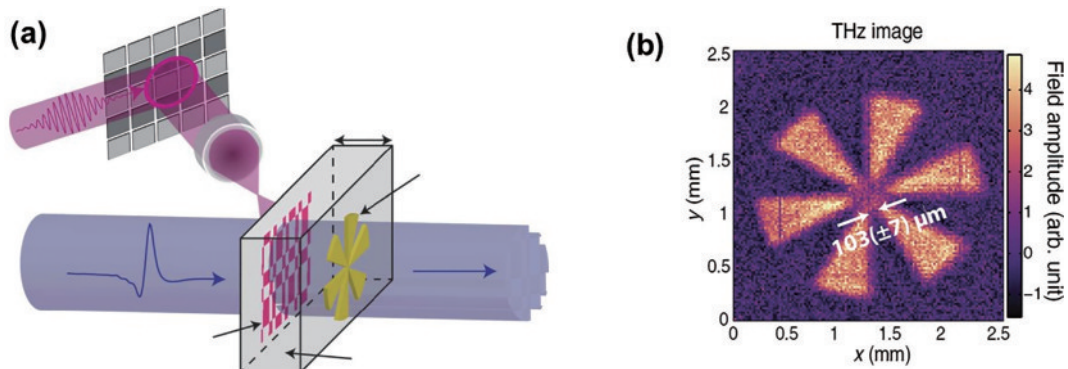 (a)
(b)
THz image
2.5
2
1.5
1
0.5
0
y (mm)
103(±7) µm
0 0.5 1 1.5 2 2.5
x (mm)
4
3
2
1
0
−1
Field amplitude (arb. unit)